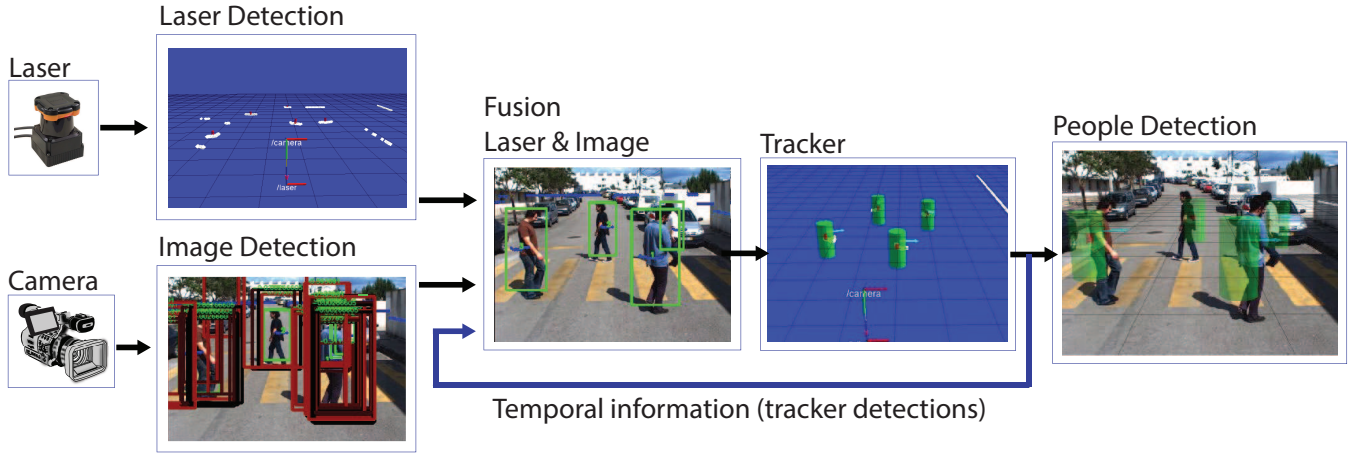 Laser Detection
Laser
/camera
/laser
Fusion
Laser & Image
Tracker
/camera
People Detection
Image Detection
Camera
Temporal information (tracker detections)